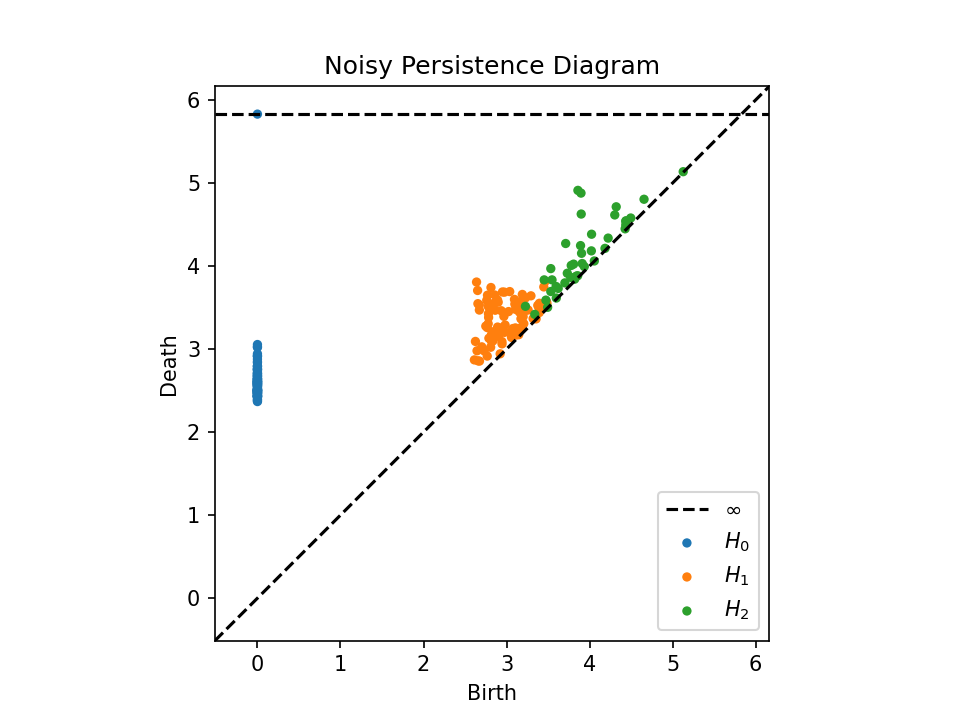 Noisy Persistence Diagram
Death
6
5
4
3
2
1
0
0 1 2 3 4 5 6
Birth
∞
H₀
H₁
H₂